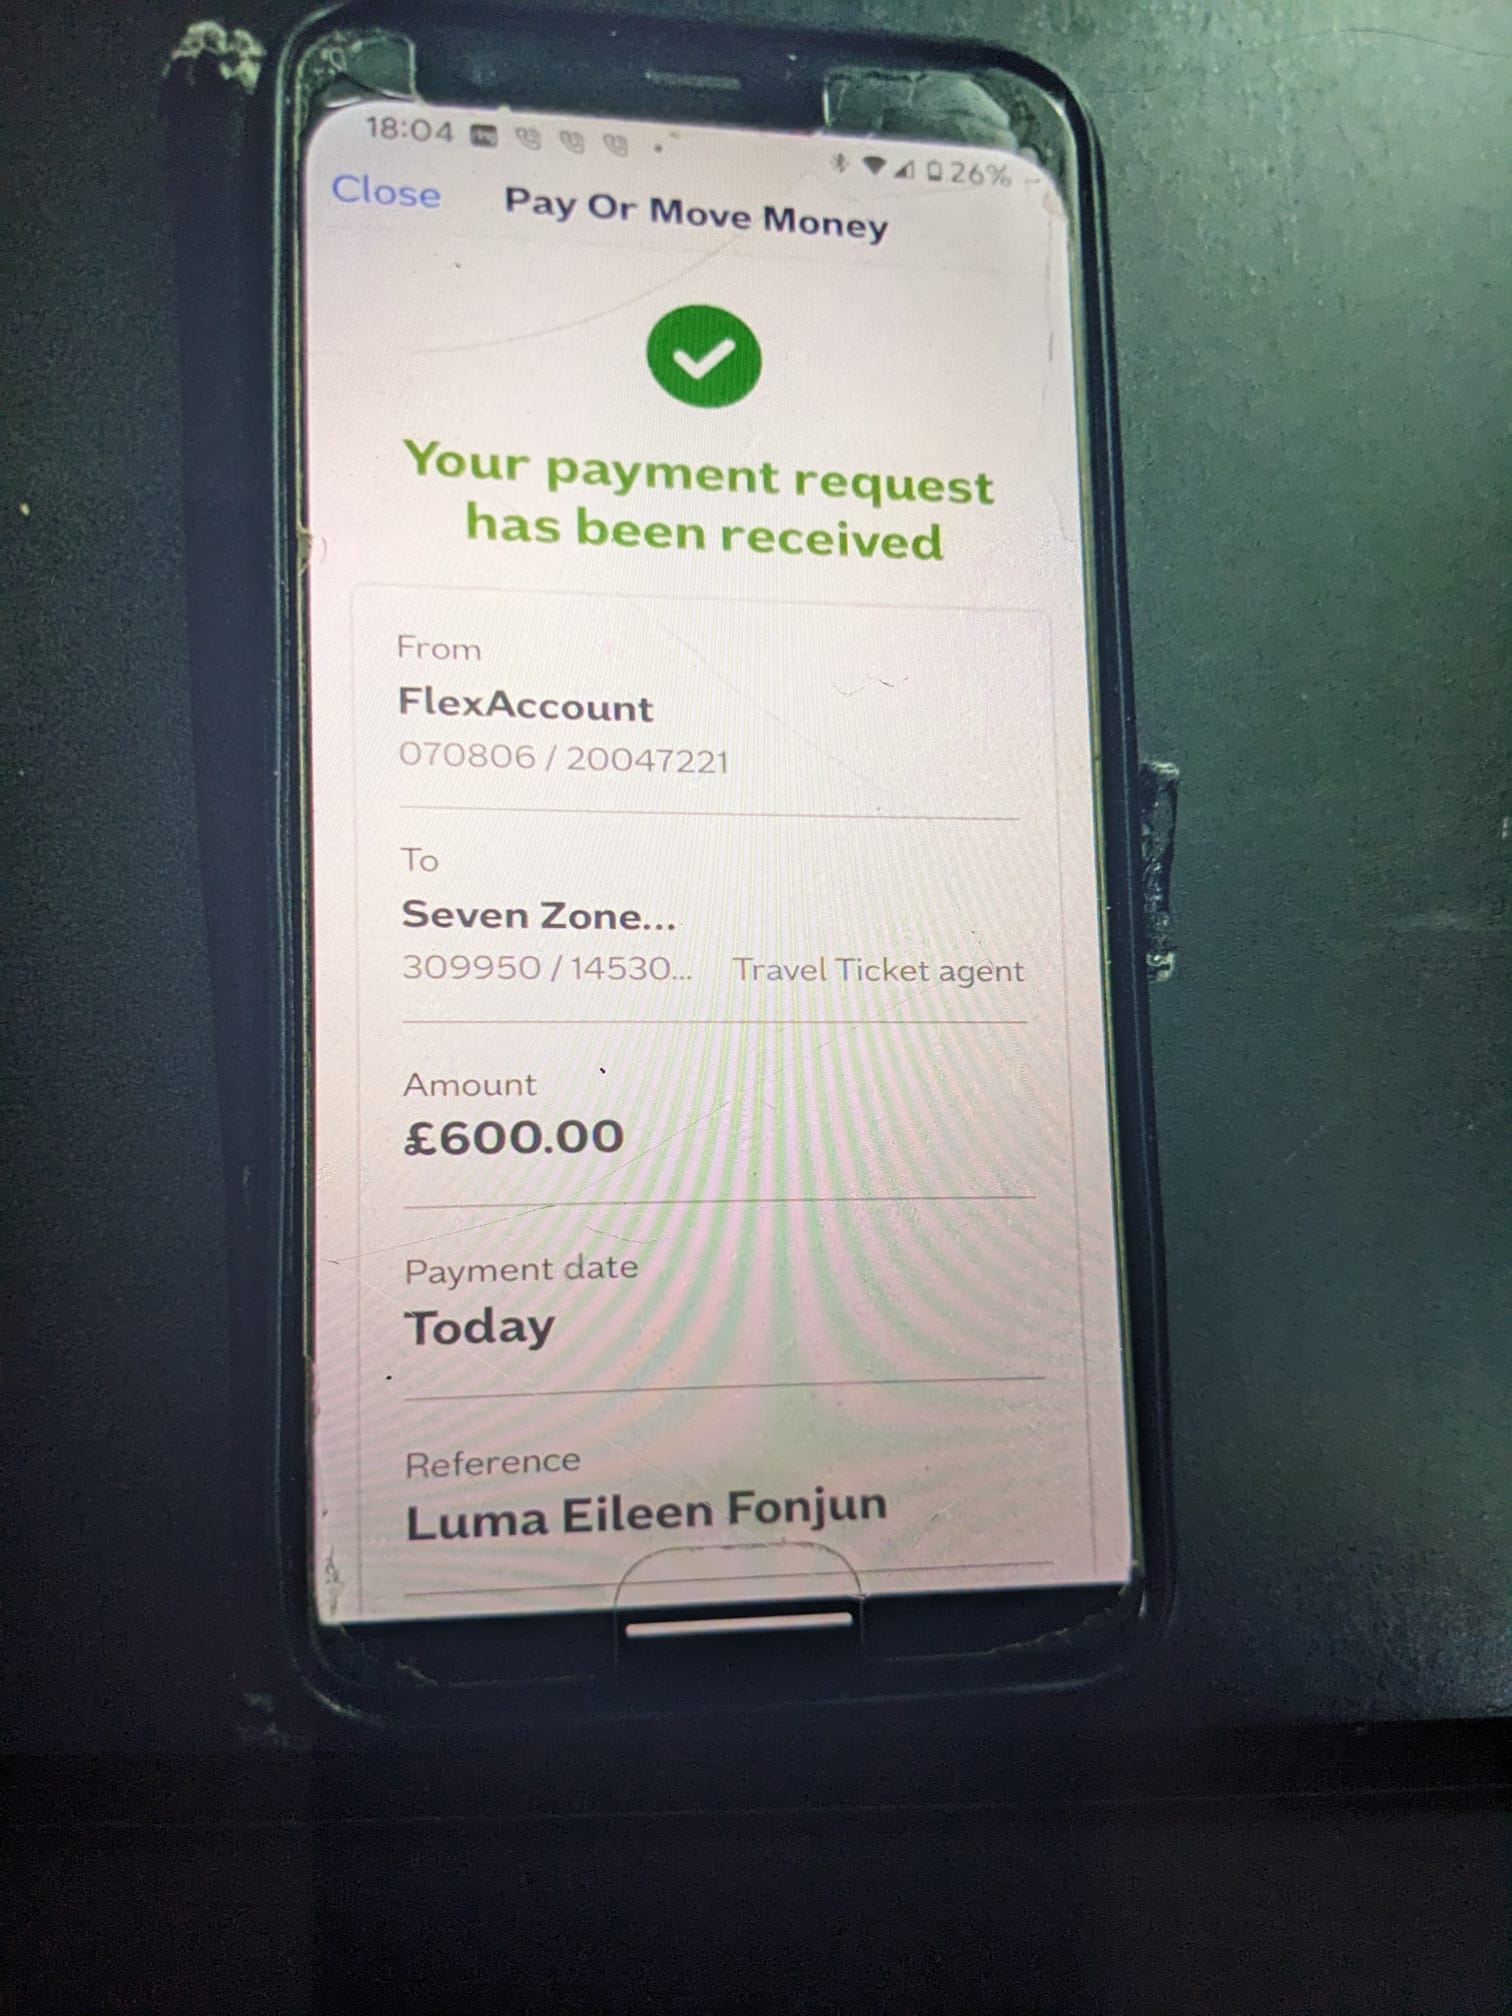 18:04
26%
Close
Pay Or Move Money
Your payment request
has been received
From
FlexAccount
070806 / 20047221
To
Seven Zone...
309950 / 14530... Travel Ticket agent
Amount
£600.00
Payment date
Today
Reference
Luma Eileen Fonjun